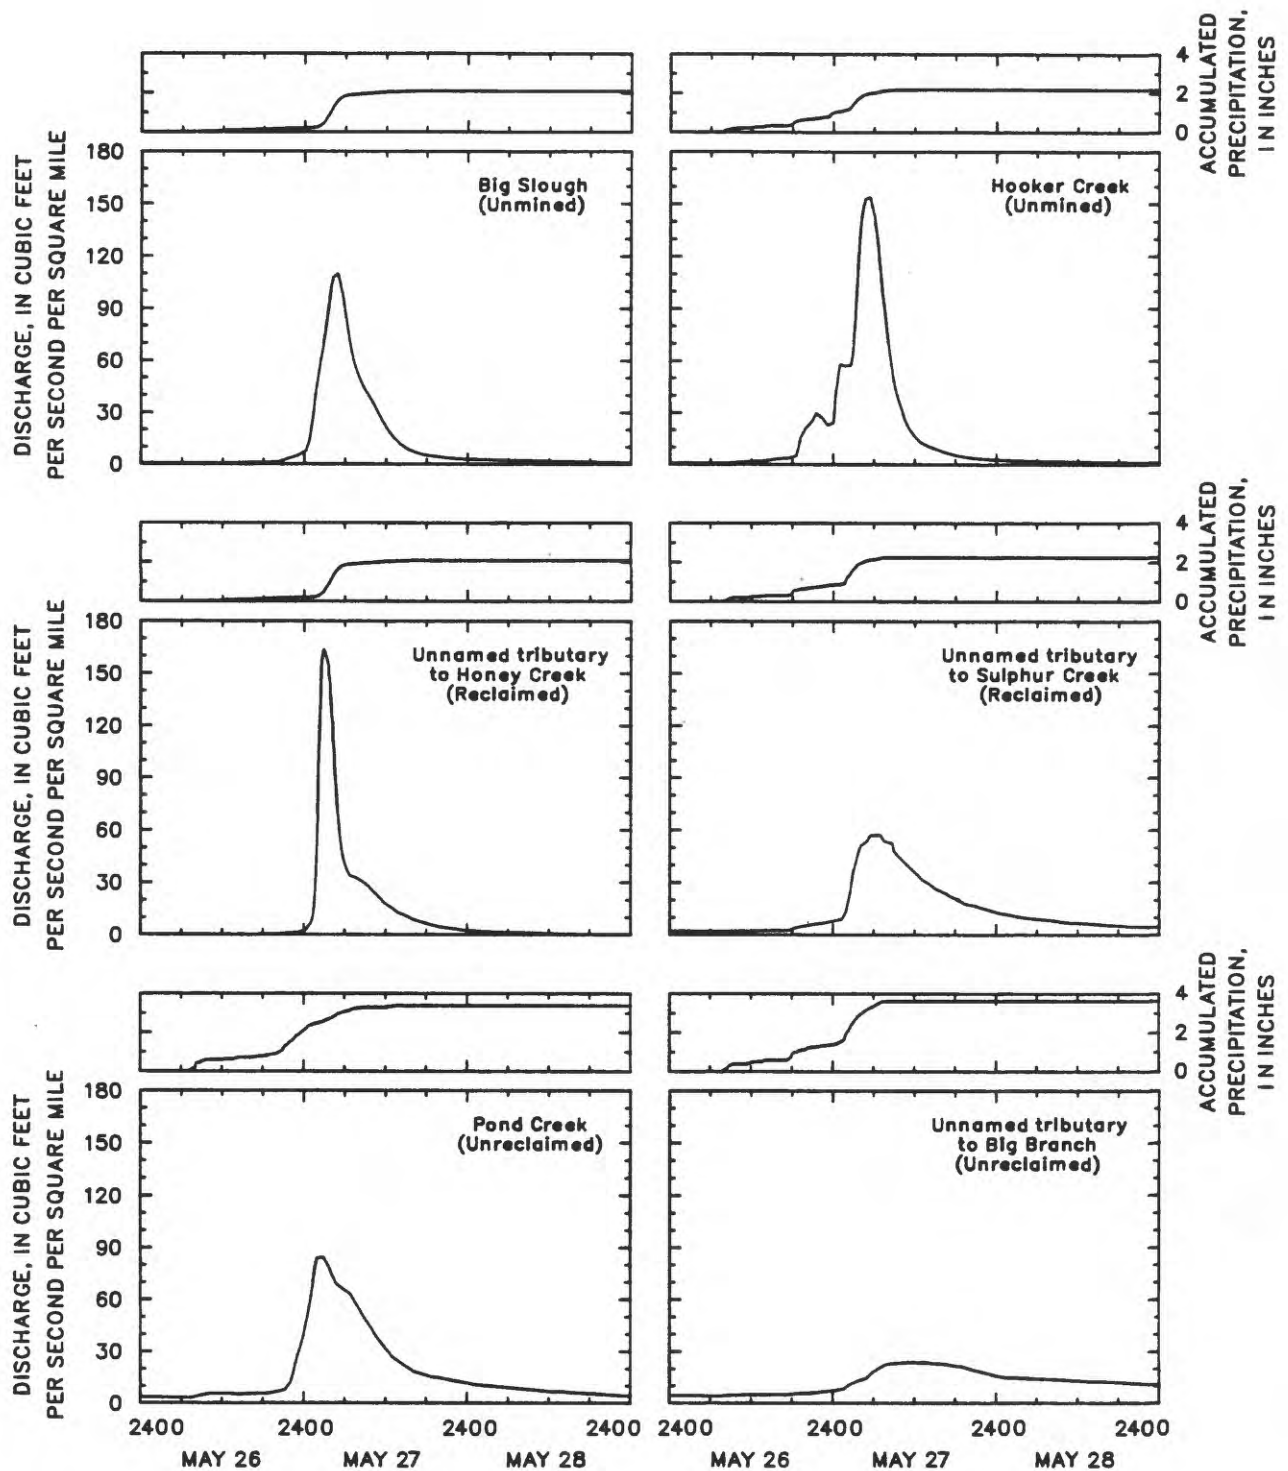 ACCUMULATED
PRECIPITATION,
IN INCHES
4
2
0
DISCHARGE, IN CUBIC FEET
PER SECOND PER SQUARE MILE
180
150
120
90
60
30
0
Big Slough
(Unmined)
Hooker Creek
(Unmined)
ACCUMULATED
PRECIPITATION,
IN INCHES
4
2
0
DISCHARGE, IN CUBIC FEET
PER SECOND PER SQUARE MILE
180
150
120
90
60
30
0
Unnamed tributary
to Honey Creek
(Reclaimed)
Unnamed tributary
to Sulphur Creek
(Reclaimed)
ACCUMULATED
PRECIPITATION,
IN INCHES
4
2
0
DISCHARGE, IN CUBIC FEET
PER SECOND PER SQUARE MILE
180
150
120
90
60
30
0
Pond Creek
(Unreclaimed)
Unnamed tributary
to Big Branch
(Unreclaimed)
2400 2400 2400 2400
MAY 26 MAY 27 MAY 28
2400 2400 2400 2400
MAY 26 MAY 27 MAY 28